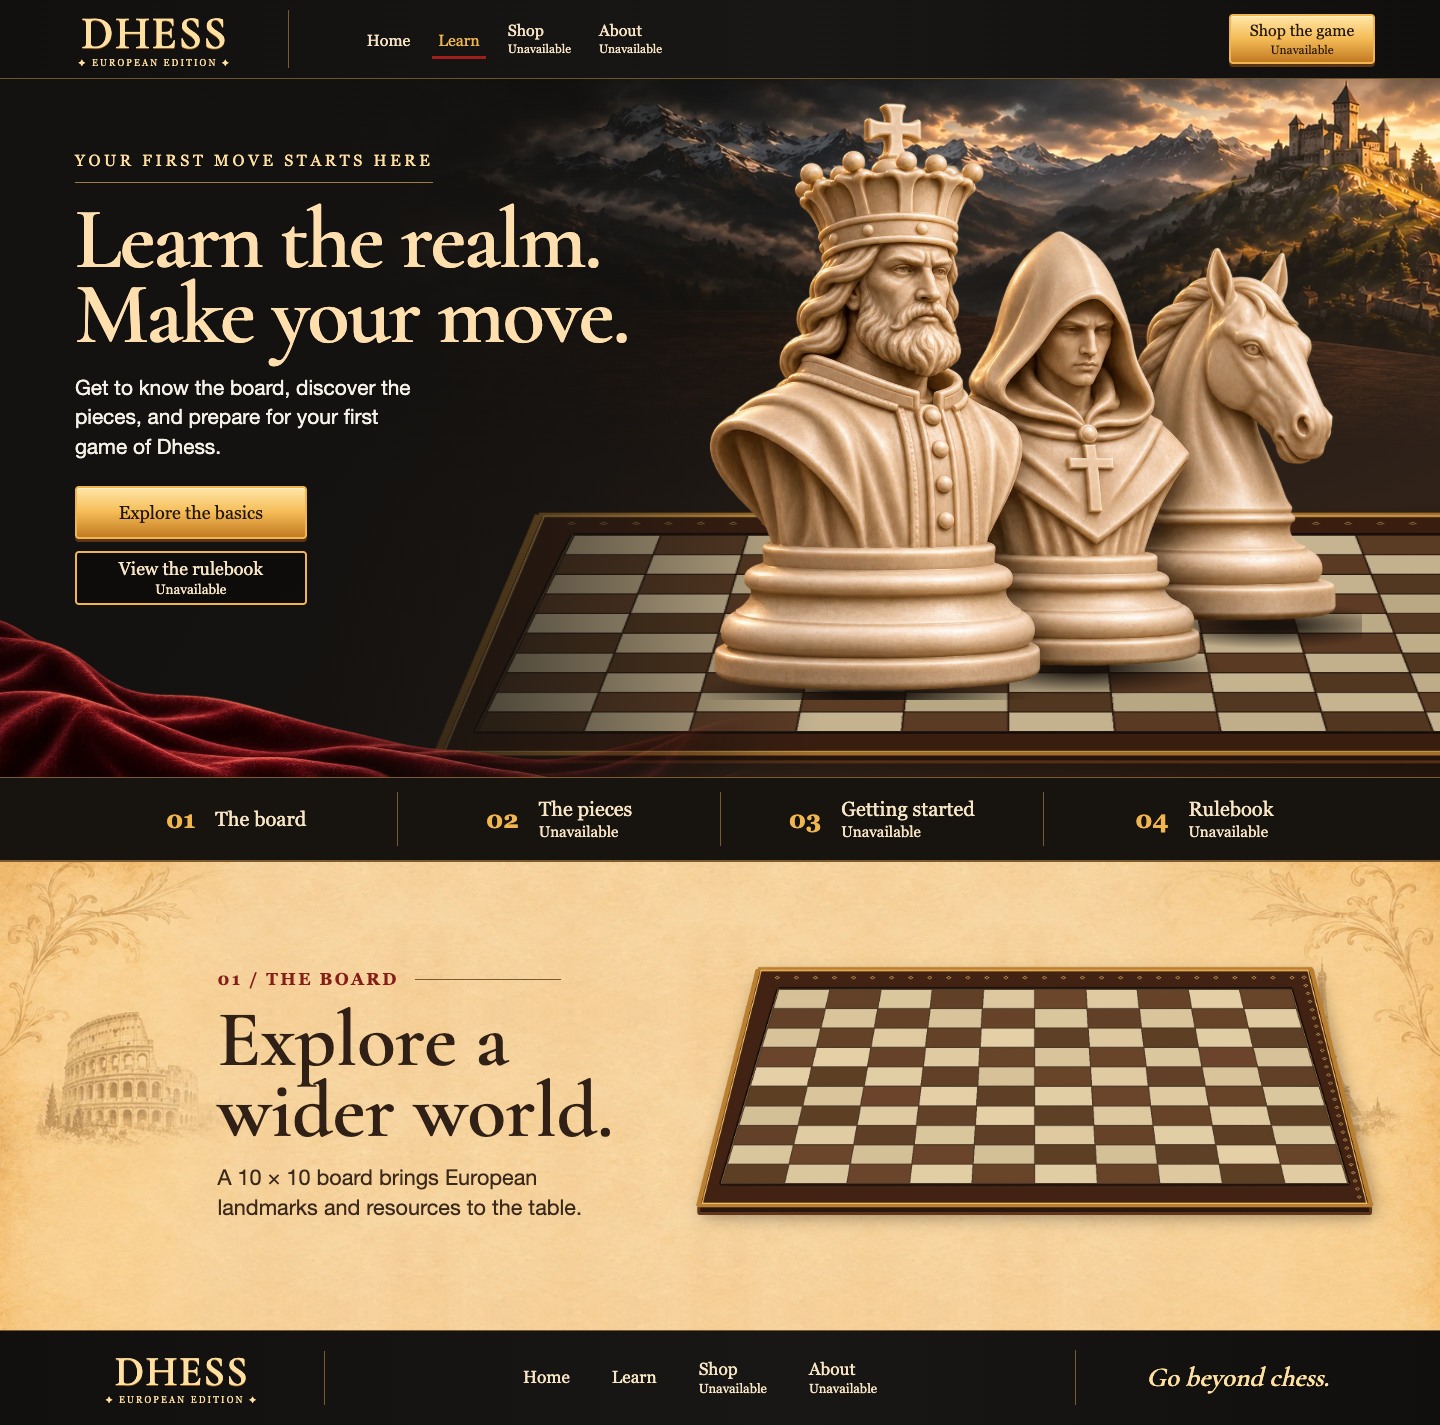 DHESS
EUROPEAN EDITION
Home
Learn
Shop
Unavailable
About
Unavailable
Shop the game
Unavailable
YOUR FIRST MOVE STARTS HERE
Learn the realm.
Make your move.
Get to know the board, discover the
pieces, and prepare for your first
game of Dhess.
Explore the basics
View the rulebook
Unavailable
01 The board
02 The pieces
Unavailable
03 Getting started
Unavailable
04 Rulebook
Unavailable
01 / THE BOARD
Explore a
wider world.
A 10 × 10 board brings European
landmarks and resources to the table.
DHESS
EUROPEAN EDITION
Home
Learn
Shop
Unavailable
About
Unavailable
Go beyond chess.